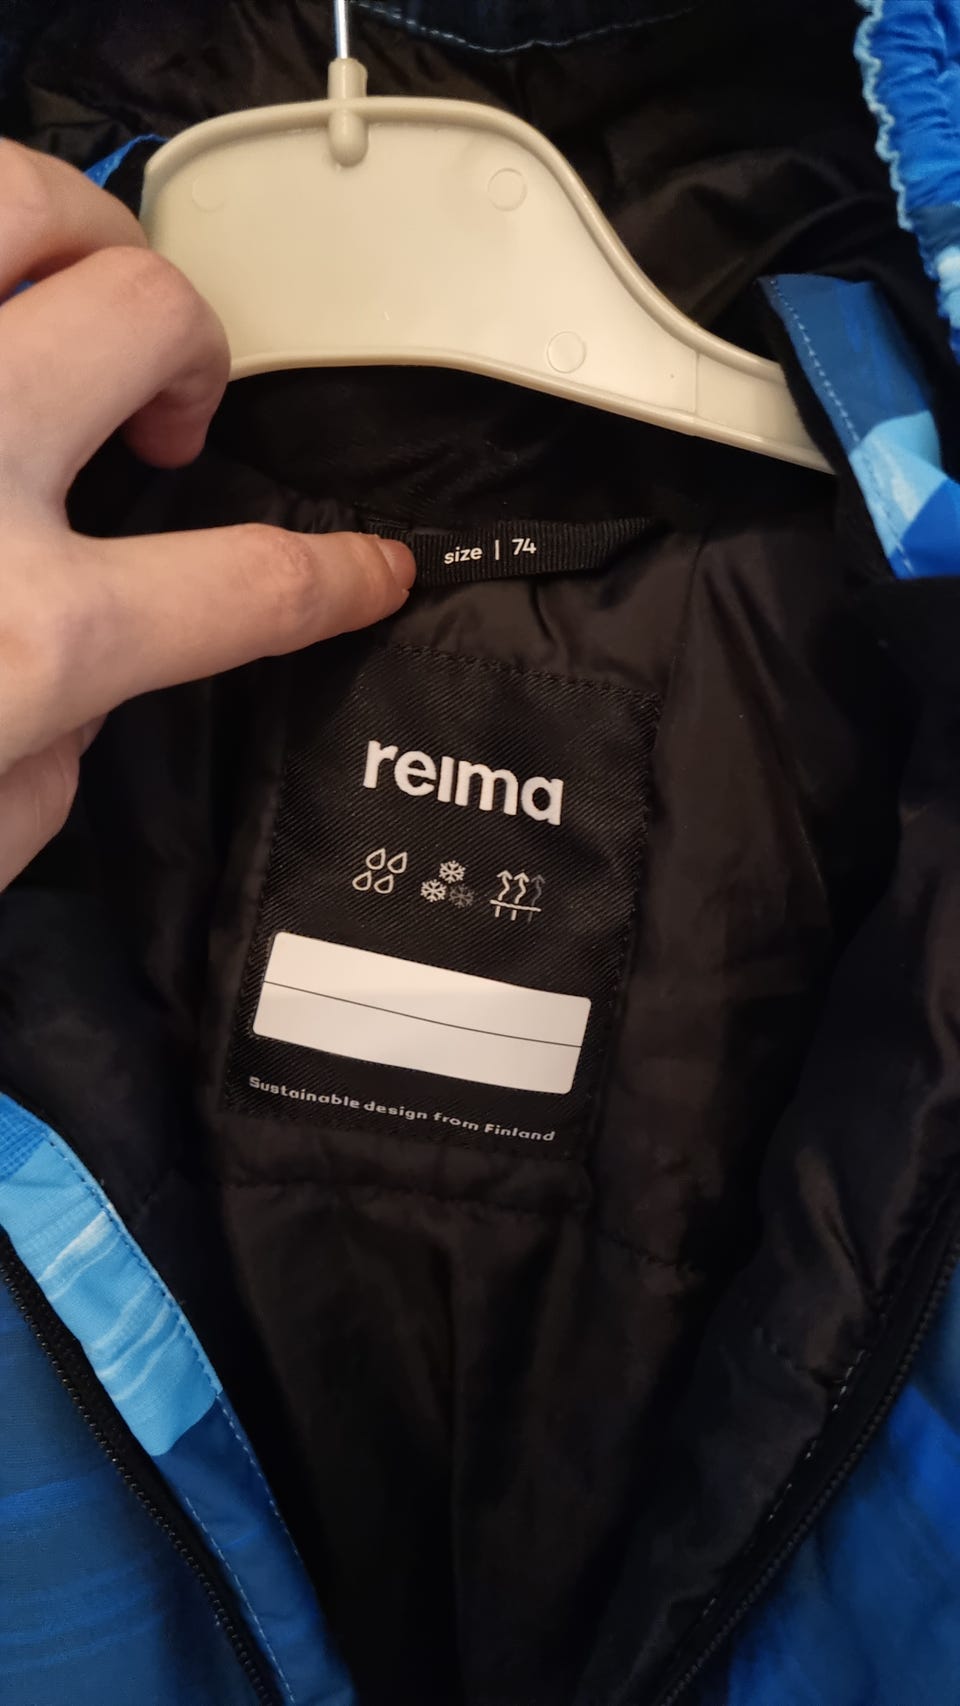 size | 74
reima
Sustainable design from Finland